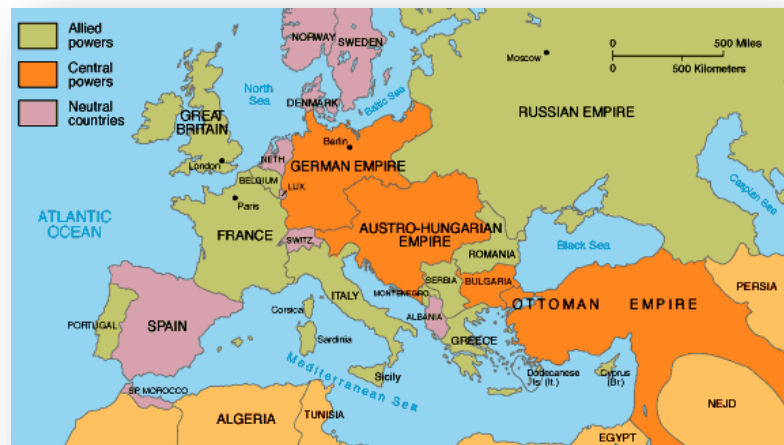 Allied
powers
Central
powers
Neutral
countries
NORWAY
SWEDEN
0 500 Miles
0 500 Kilometers
Moscow
North
Sea
DENMARK
Baltic Sea
RUSSIAN EMPIRE
GREAT
BRITAIN
London
NETH
Berlin
GERMAN EMPIRE
BELGIUM
LUX
Paris
Caspian Sea
ATLANTIC
OCEAN
FRANCE
SWITZ
AUSTRO-HUNGARIAN
EMPIRE
ROMANIA
Black Sea
SERBIA
BULGARIA
MONTENEGRO
ITALY
ALBANIA
OTTOMAN EMPIRE
PERSIA
PORTUGAL
SPAIN
Corsica
Sardinia
GREECE
Sicily
Mediterranean Sea
Dodecanese
Is (It.)
Cyprus
(Br.)
SP. MOROCCO
ALGERIA
TUNISIA
NEJD
EGYPT